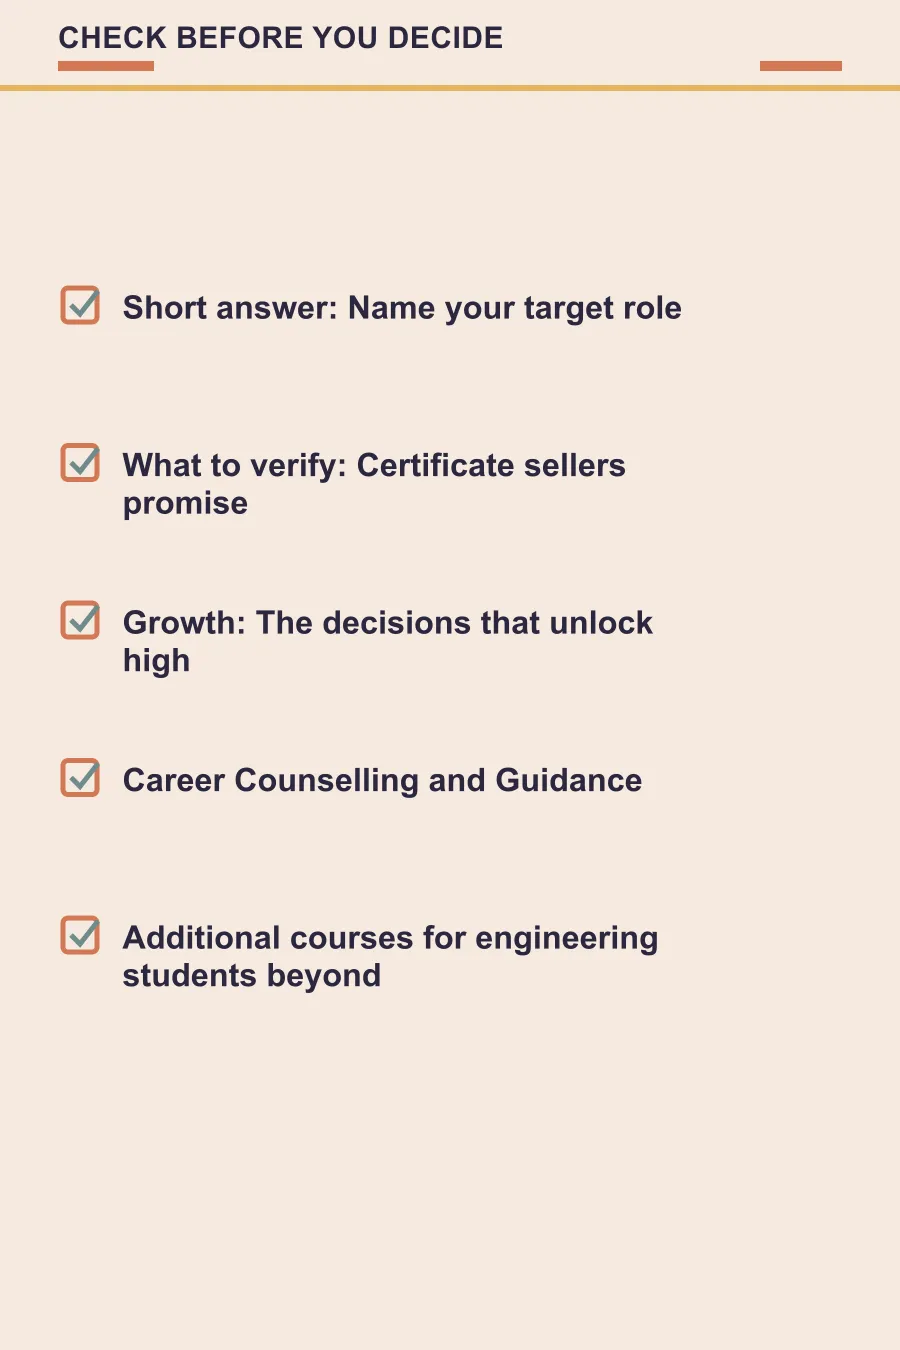 CHECK BEFORE YOU DECIDE
Short answer: Name your target role
What to verify: Certificate sellers
promise
Growth: The decisions that unlock
high
Career Counselling and Guidance
Additional courses for engineering
students beyond